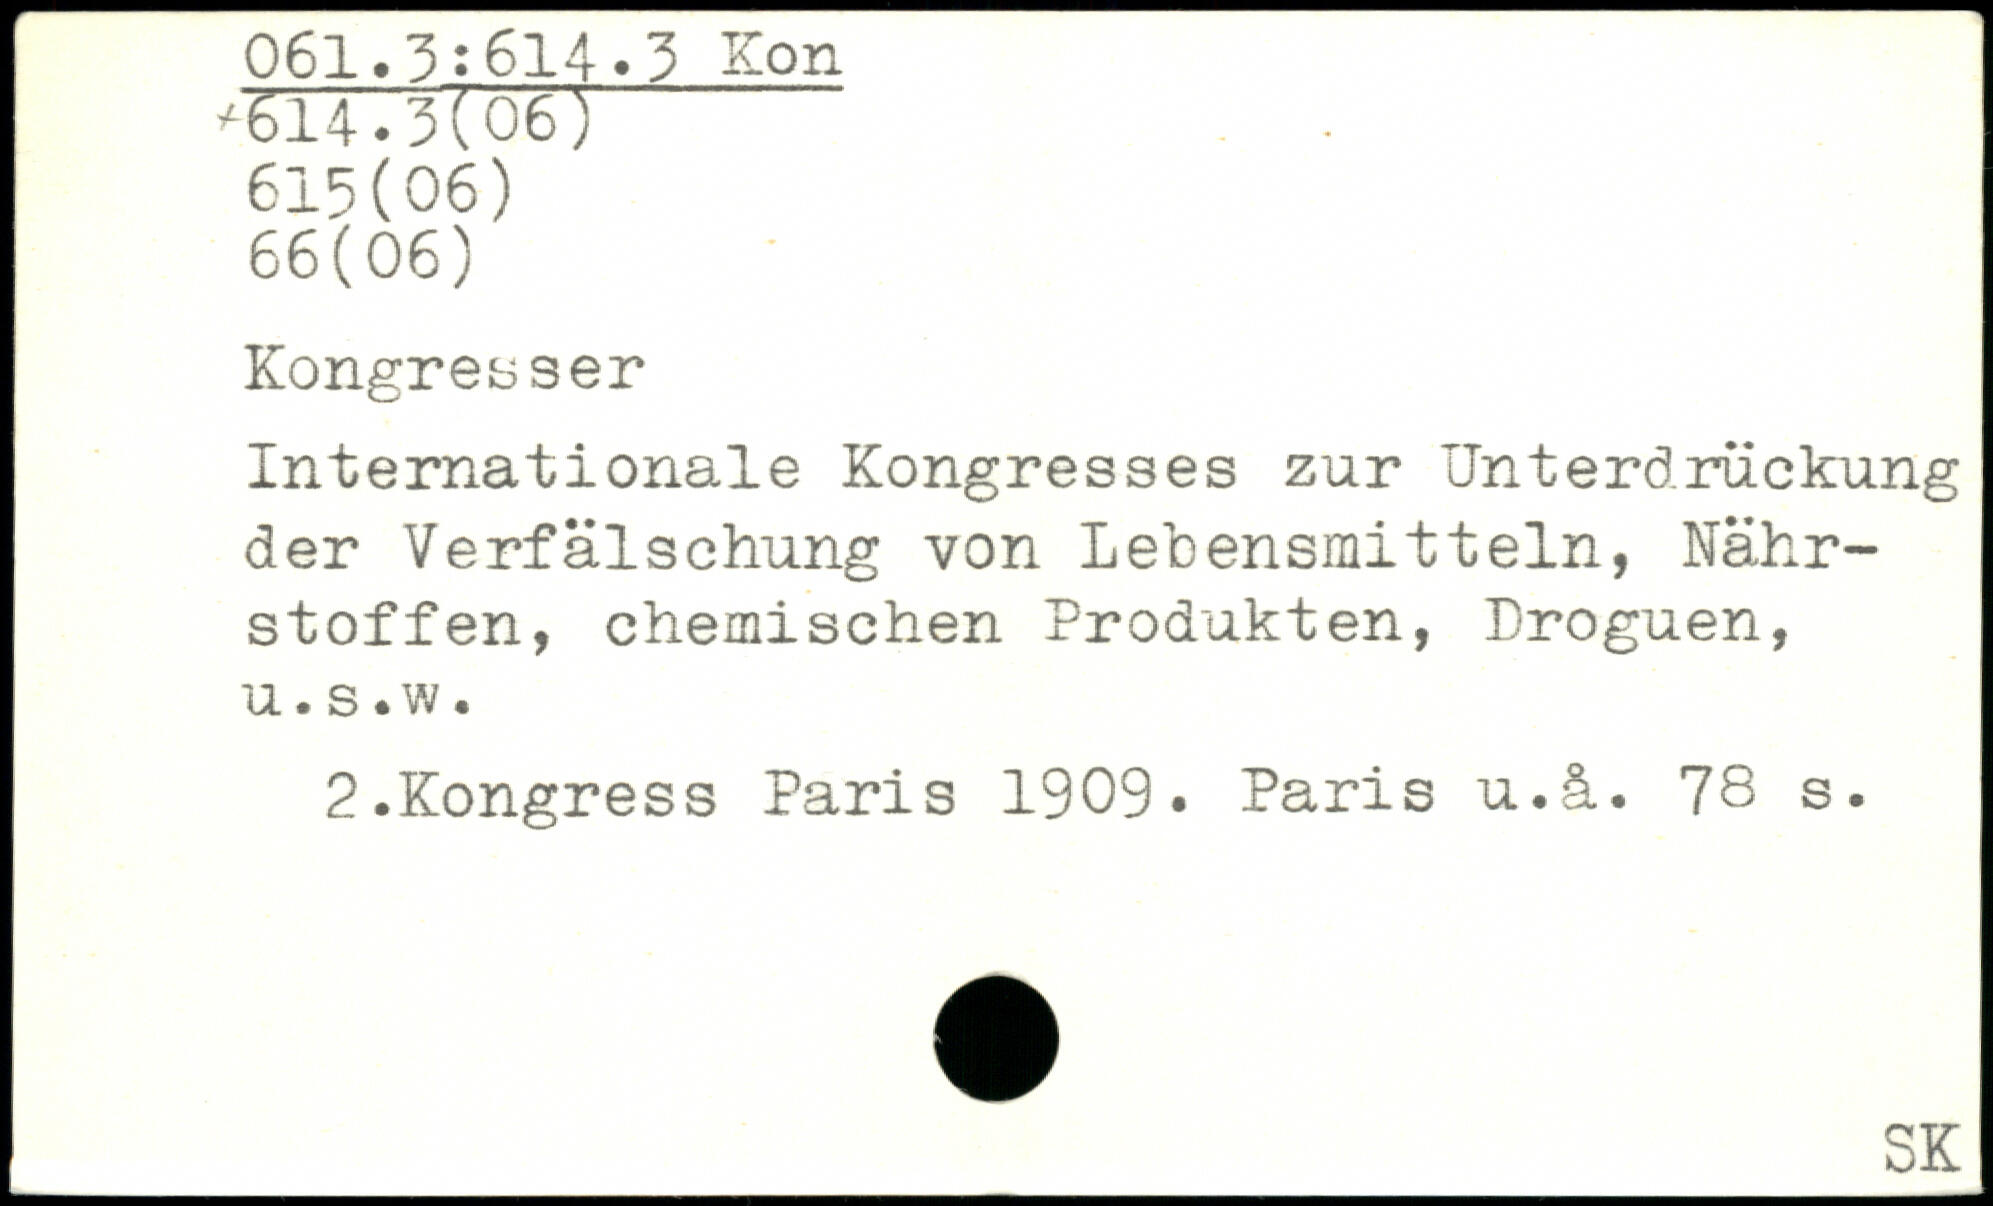 061.3:614.3 Kon
+614.3(06)
615(06)
66(06)
Kongresser
Internationale Kongresses zur Unterdrückung
der Verfälschung von Lebensmitteln, Nähr-
stoffen, chemischen Produkten, Droguen,
u.s.w.
2.Kongress Paris 1909. Paris u.å. 78 s.
SK